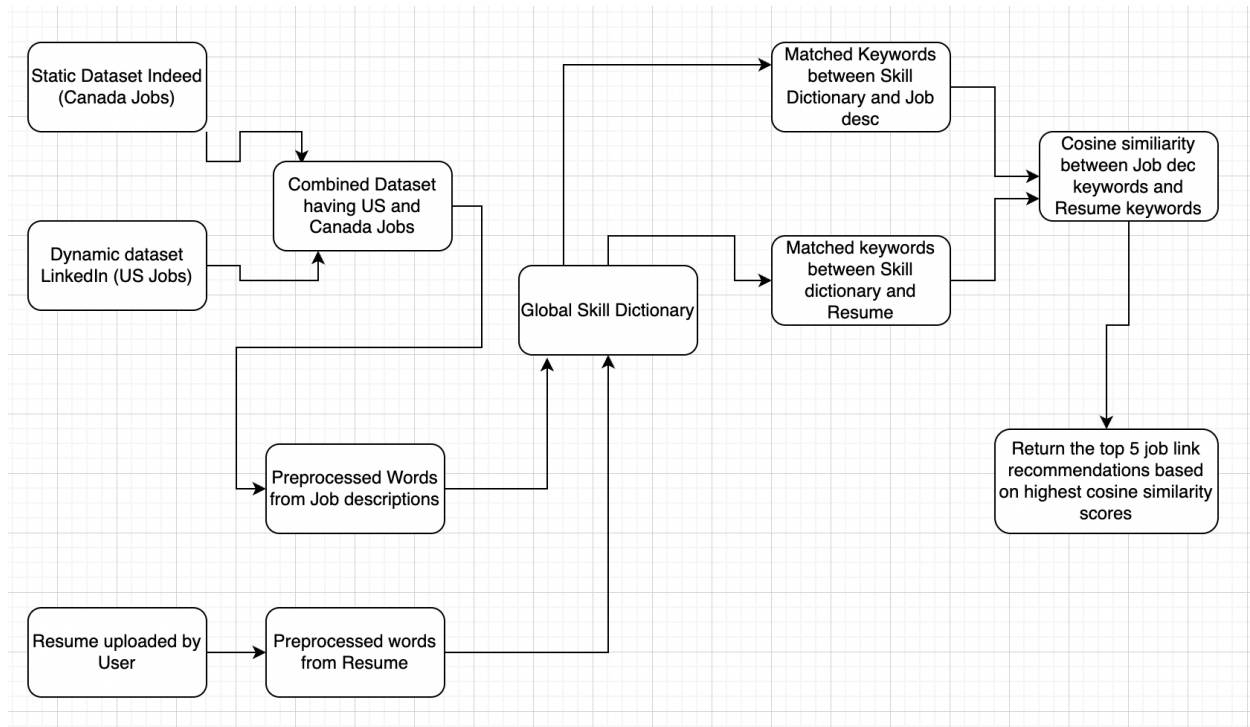 Static Dataset Indeed
(Canada Jobs)
Matched Keywords
between Skill
Dictionary and Job
desc
Cosine similiarity
between Job dec
keywords and
Resume keywords
Combined Dataset
having US and
Canada Jobs
Dynamic dataset
LinkedIn (US Jobs)
Matched keywords
between Skill
dictionary and
Resume
Global Skill Dictionary
Preprocessed Words
from Job descriptions
Return the top 5 job link
recommendations based
on highest cosine similarity
scores
Resume uploaded by
User
Preprocessed words
from Resume